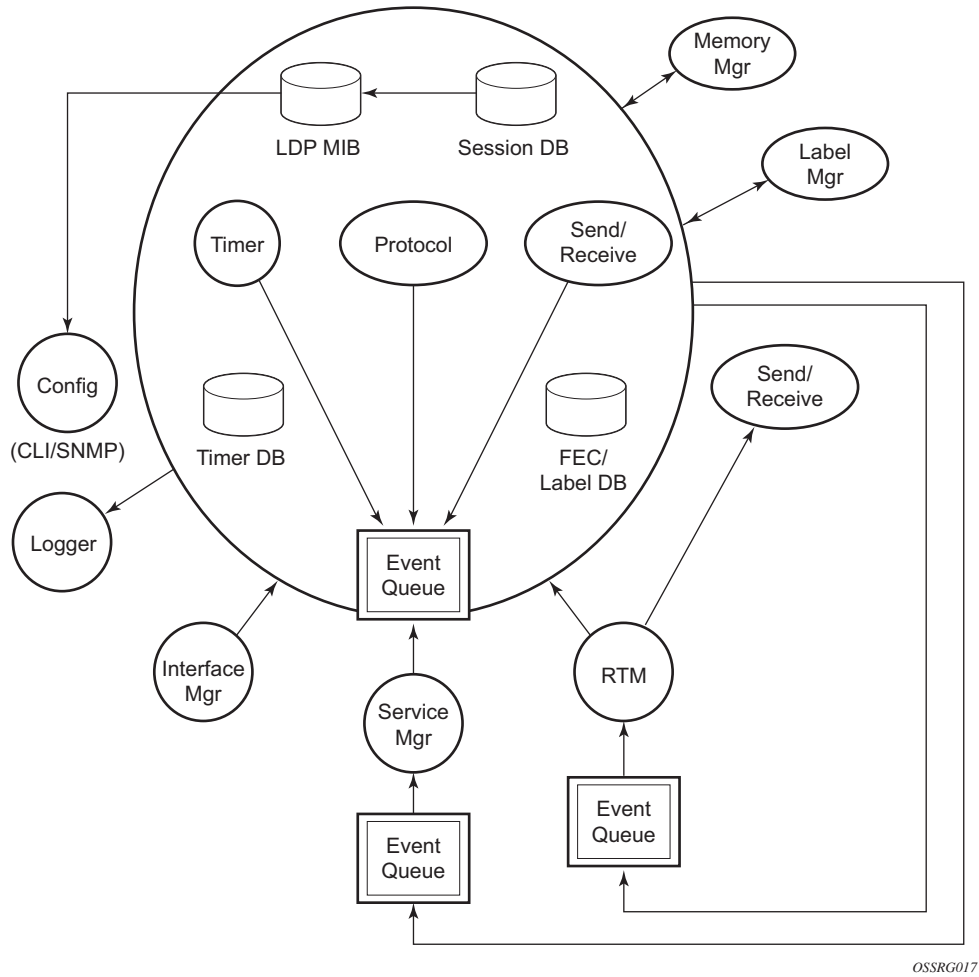 Memory
Mgr
LDP MIB
Session DB
Label
Mgr
Timer
Protocol
Send/
Receive
Config
(CLI/SNMP)
Timer DB
FEC/
Label DB
Send/
Receive
Logger
Event
Queue
Interface
Mgr
Service
Mgr
RTM
Event
Queue
Event
Queue
OSSRG017